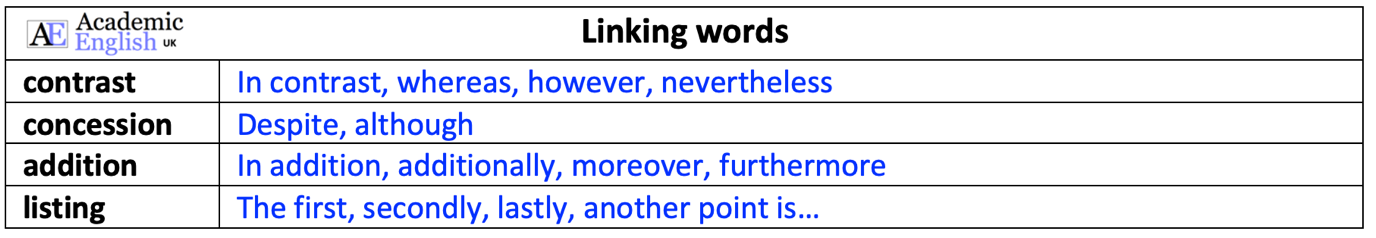 AE Academic English UK
Linking words
contrast In contrast, whereas, however, nevertheless
concession Despite, although
addition In addition, additionally, moreover, furthermore
listing The first, secondly, lastly, another point is...